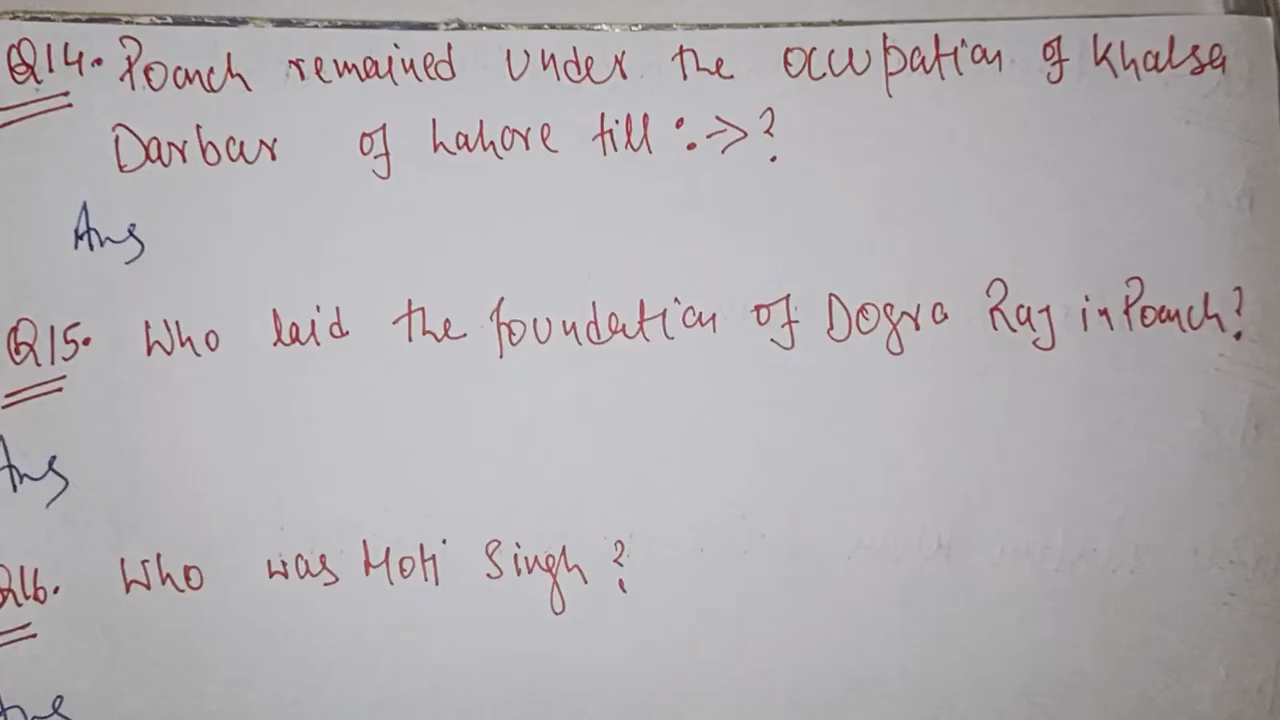 Q14. Poonch remained under the occupation of Khalsa
Darbar of Lahore till :->?
Ans
Q15. Who laid the foundation of Dogra Raj in Poonch?
Ans
Q16. Who was Moti Singh?
Ans